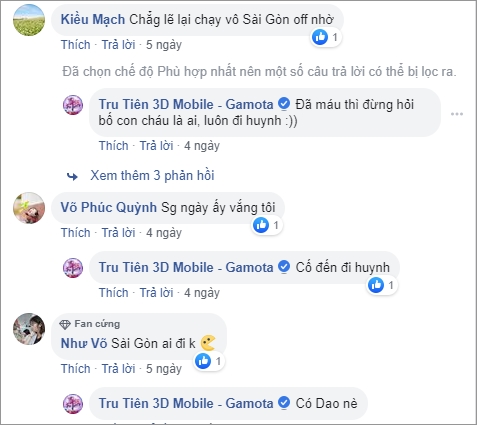 Kiều Mạch Chẳg lẽ lại chạy vô Sài Gòn off nhờ
1
Thích · Trả lời · 5 ngày
Đã chọn chế độ Phù hợp nhất nên một số câu trả lời có thể bị lọc ra.
Tru Tiên 3D Mobile - Gamota Đã máu thì đừng hỏi
bố con cháu là ai, luôn đi huynh :))
Thích · Trả lời · 4 ngày
Xem thêm 3 phản hồi
Võ Phúc Quỳnh Sg ngày ấy vắng tôi
1
Thích · Trả lời · 4 ngày
Tru Tiên 3D Mobile - Gamota Cố đến đi huynh
1
Thích · Trả lời · 4 ngày
Fan cứng
Như Võ Sài Gòn ai đi k
1
Thích · Trả lời · 5 ngày
Tru Tiên 3D Mobile - Gamota Có Dao nè